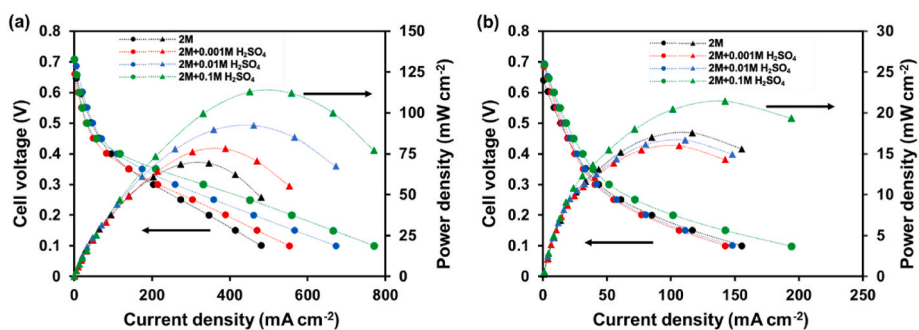 (a)
0.8
0.7
0.6
0.5
0.4
0.3
0.2
0.1
0
Cell voltage (V)
2M
2M+0.001M H₂SO₄
2M+0.01M H₂SO₄
2M+0.1M H₂SO₄
150
125
100
75
50
25
0
Power density (mW cm⁻²)
0 200 400 600 800
Current density (mA cm⁻²)
(b)
0.8
0.7
0.6
0.5
0.4
0.3
0.2
0.1
0
Cell voltage (V)
2M
2M+0.001M H₂SO₄
2M+0.01M H₂SO₄
2M+0.1M H₂SO₄
30
25
20
15
10
5
0
Power density (mW cm⁻²)
0 50 100 150 200 250
Current density (mA cm⁻²)